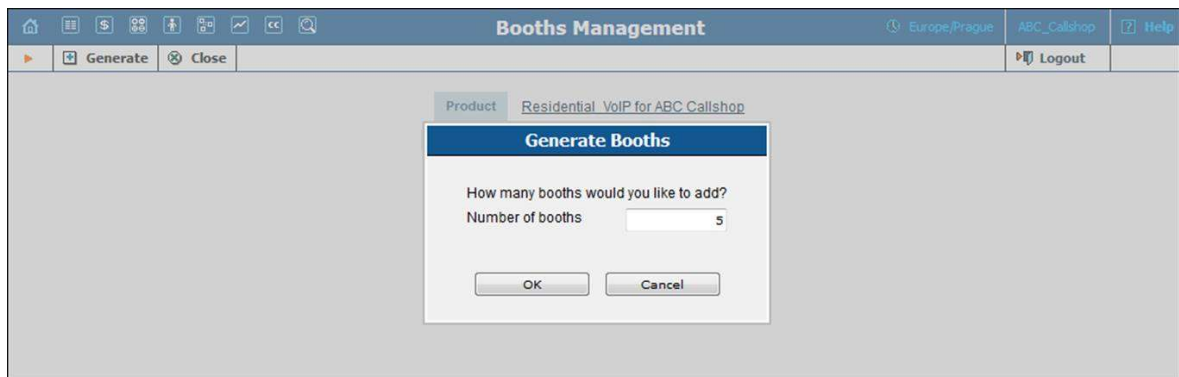 $ CC Booths Management Europe/Prague ABC_Callshop ? Help
Generate Close Logout
Product Residential VoIP for ABC Callshop
Generate Booths
How many booths would you like to add?
Number of booths 5
OK Cancel